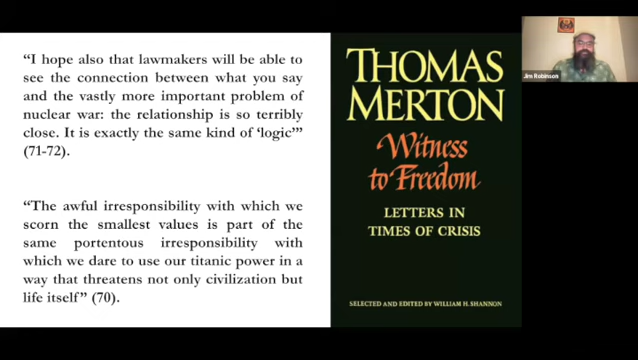 “I hope also that lawmakers will be able to
see the connection between what you say
and the vastly more important problem of
nuclear war: the relationship is so terribly
close. It is exactly the same kind of ‘logic’”
(71-72).
“The awful irresponsibility with which we
scorn the smallest values is part of the
same portentous irresponsibility with
which we dare to use our titanic power in a
way that threatens not only civilization but
life itself” (70).
THOMAS
MERTON
Witness
to Freedom
LETTERS IN
TIMES OF CRISIS
SELECTED AND EDITED BY WILLIAM H. SHANNON
Jim Robinson